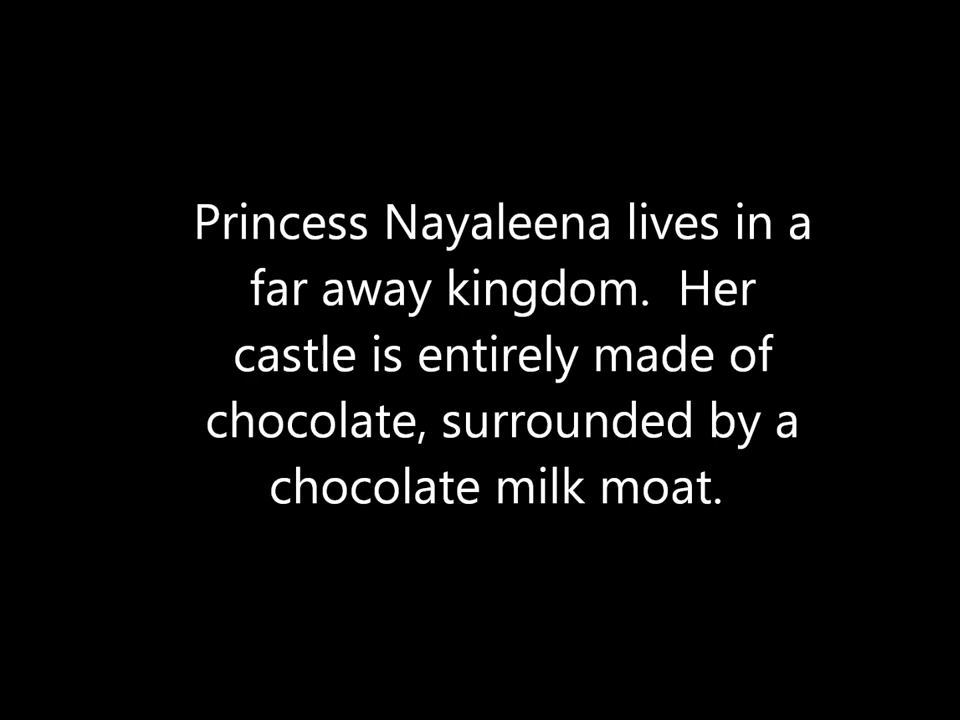 Princess Nayaleena lives in a
far away kingdom.  Her
castle is entirely made of
chocolate, surrounded by a
chocolate milk moat.